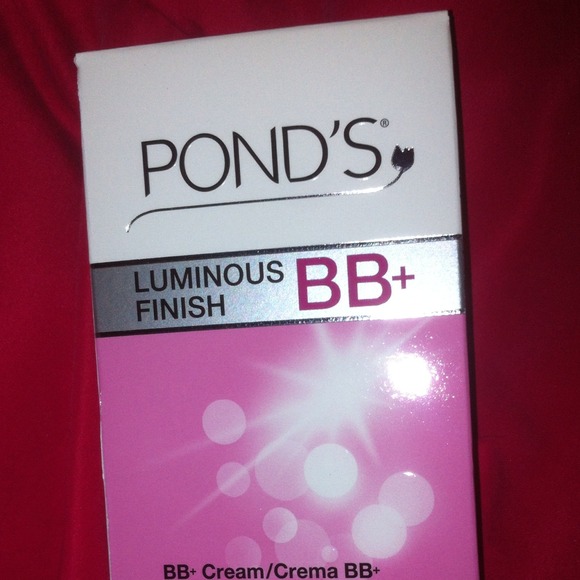 POND'S®
LUMINOUS
FINISH
BB+
BB+ Cream/Crema BB+